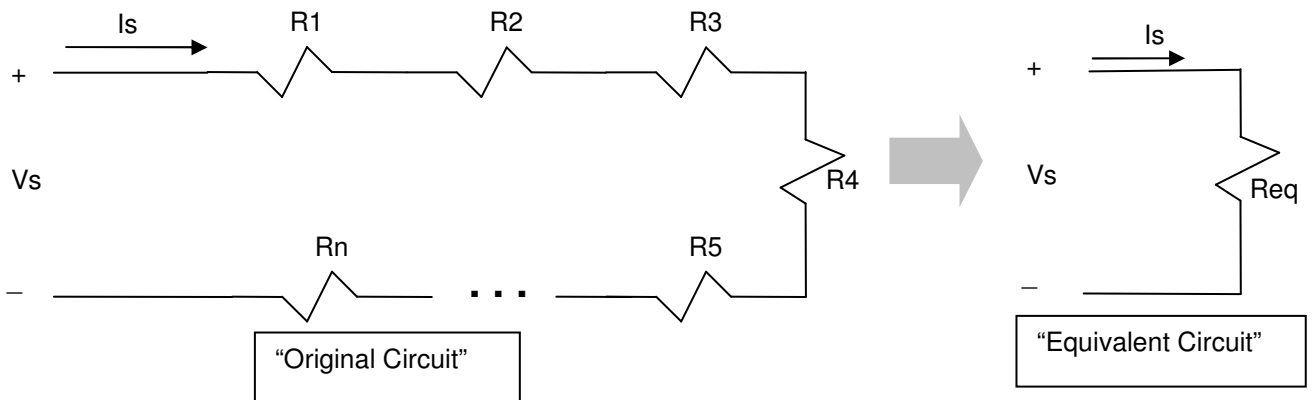 Is
R1
R2
R3
+
Vs
R4
–
Rn
. . .
R5
“Original Circuit”
Is
+
Vs
Req
–
“Equivalent Circuit”